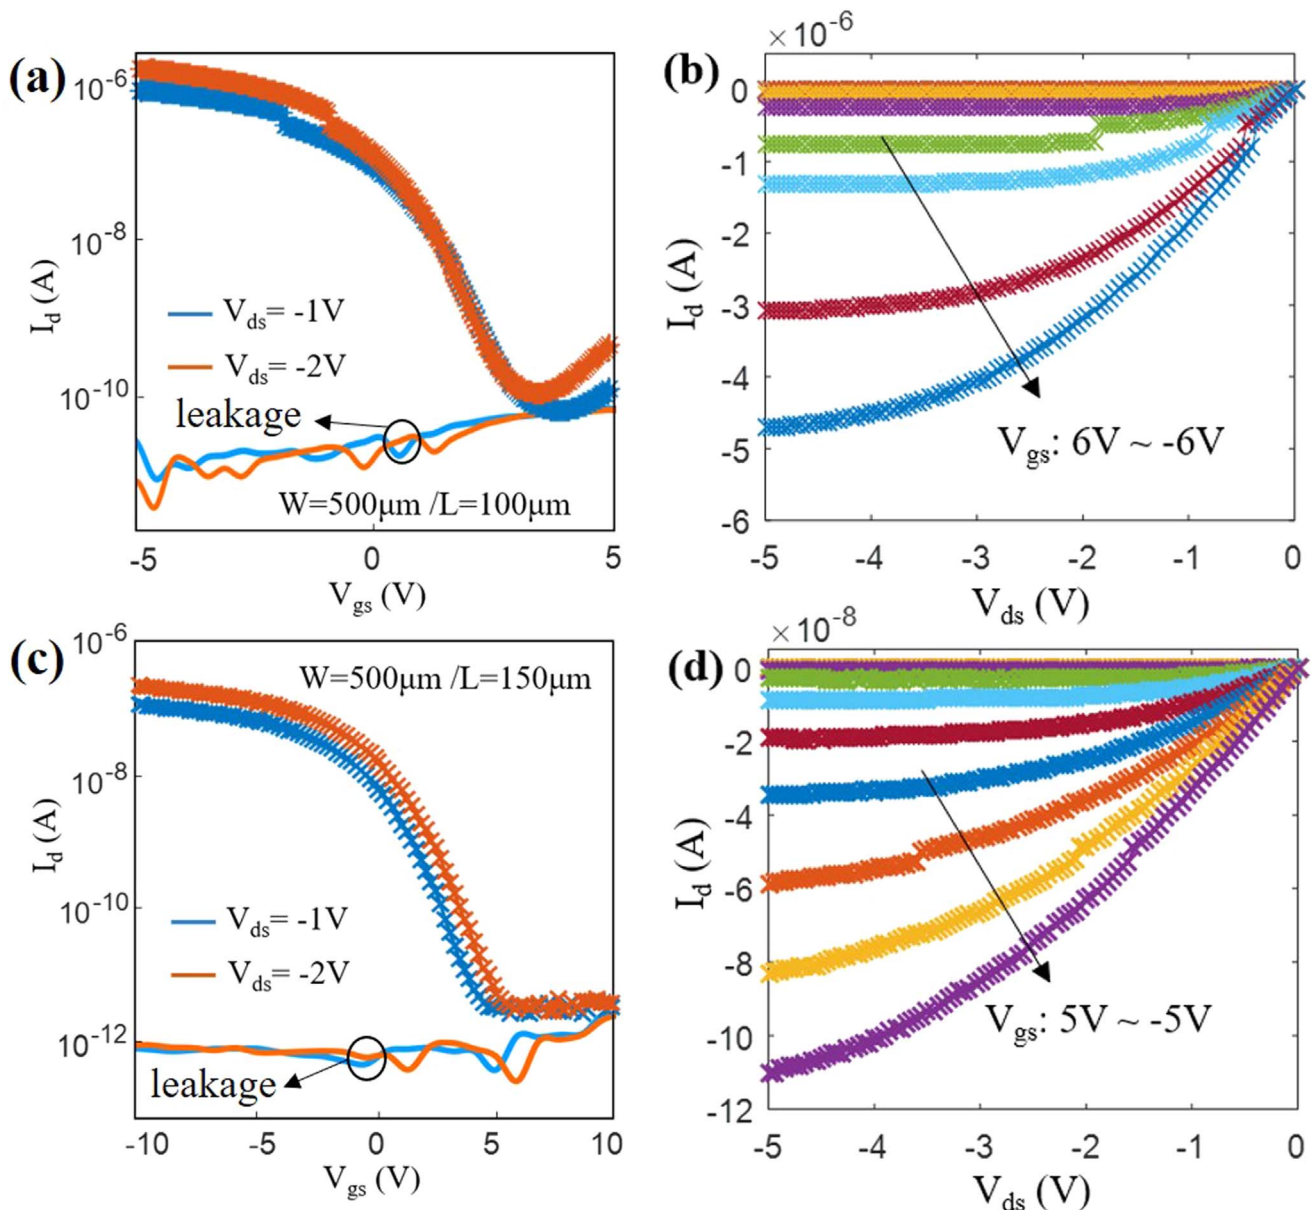 (a)
10⁻⁶
10⁻⁸
10⁻¹⁰
I_d (A)
V_ds= -1V
V_ds= -2V
leakage
W=500μm /L=100μm
-5 0 5
V_gs (V)
(b)
×10⁻⁶
0
-1
-2
-3
-4
-5
-6
I_d (A)
V_gs: 6V ~ -6V
-5 -4 -3 -2 -1 0
V_ds (V)
(c)
10⁻⁶
10⁻⁸
10⁻¹⁰
10⁻¹²
I_d (A)
W=500μm /L=150μm
V_ds= -1V
V_ds= -2V
leakage
-10 -5 0 5 10
V_gs (V)
(d)
×10⁻⁸
0
-2
-4
-6
-8
-10
-12
I_d (A)
V_gs: 5V ~ -5V
-5 -4 -3 -2 -1 0
V_ds (V)